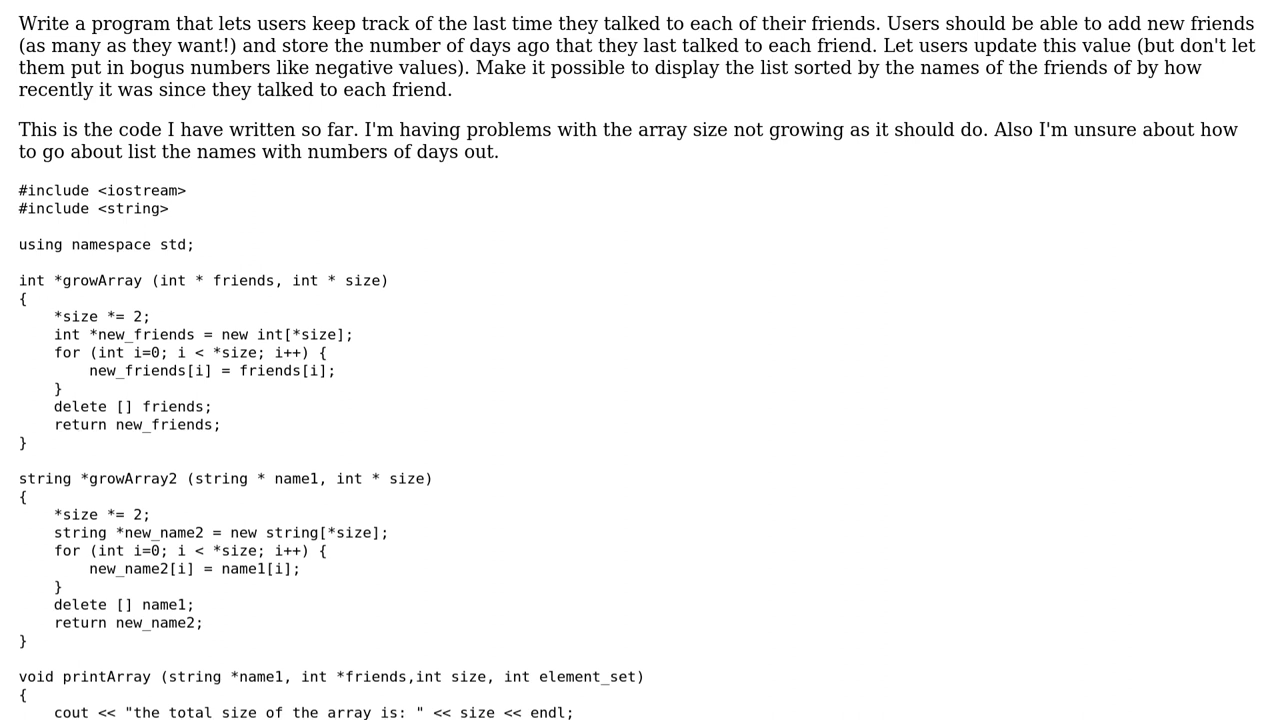 Write a program that lets users keep track of the last time they talked to each of their friends. Users should be able to add new friends
(as many as they want!) and store the number of days ago that they last talked to each friend. Let users update this value (but don't let
them put in bogus numbers like negative values). Make it possible to display the list sorted by the names of the friends of by how
recently it was since they talked to each friend.
This is the code I have written so far. I'm having problems with the array size not growing as it should do. Also I'm unsure about how
to go about list the names with numbers of days out.
#include <iostream>
#include <string>
using namespace std;
int *growArray (int * friends, int * size)
{
    *size *= 2;
    int *new_friends = new int[*size];
    for (int i=0; i < *size; i++) {
        new_friends[i] = friends[i];
    }
    delete [] friends;
    return new_friends;
}
string *growArray2 (string * name1, int * size)
{
    *size *= 2;
    string *new_name2 = new string[*size];
    for (int i=0; i < *size; i++) {
        new_name2[i] = name1[i];
    }
    delete [] name1;
    return new_name2;
}
void printArray (string *name1, int *friends,int size, int element_set)
{
    cout << "the total size of the array is: " << size << endl;